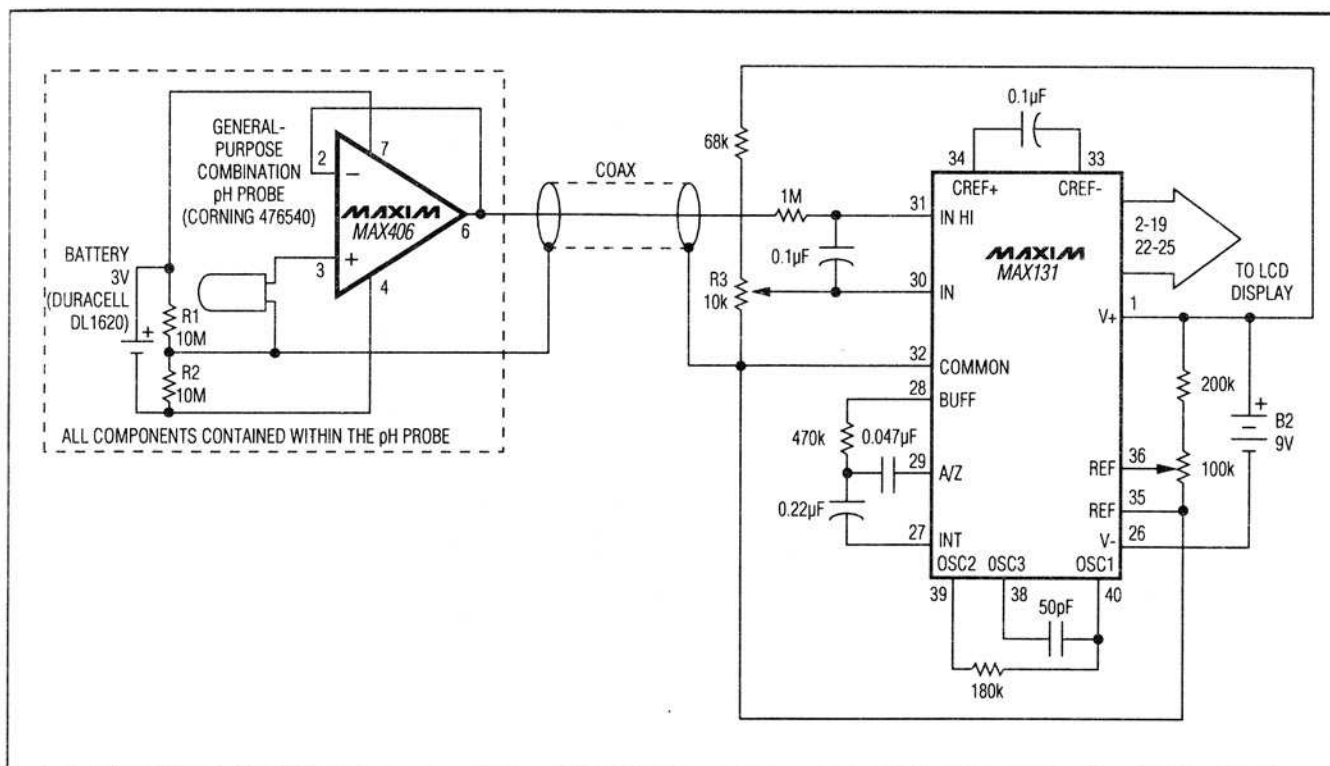 GENERAL-
PURPOSE
COMBINATION
pH PROBE
(CORNING 476540)
BATTERY
3V
(DURACELL
DL1620)
+
R1
10M
R2
10M
2
−
7
MAXIM
MAX406
6
3
+
4
ALL COMPONENTS CONTAINED WITHIN THE pH PROBE
COAX
68k
1M
0.1µF
R3
10k
0.1µF
34
33
CREF+
CREF-
31
IN HI
30
IN
MAXIM
MAX131
2-19
22-25
TO LCD
DISPLAY
1
V+
32
COMMON
28
BUFF
470k
0.047µF
29
A/Z
0.22µF
27
INT
200k
+
B2
9V
36
REF
100k
35
REF
26
V-
OSC2
OSC3
OSC1
39
38
40
50pF
180k